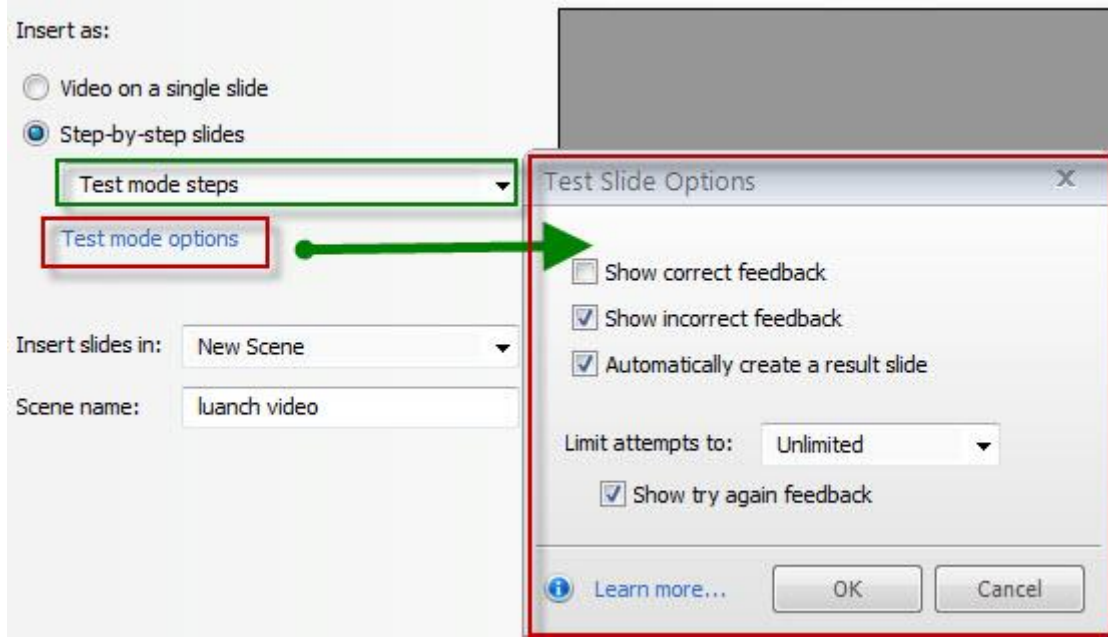 Insert as:
Video on a single slide
Step-by-step slides
Test mode steps
Test mode options
Insert slides in: New Scene
Scene name: luanch video
Test Slide Options X
Show correct feedback
Show incorrect feedback
Automatically create a result slide
Limit attempts to: Unlimited
Show try again feedback
Learn more... OK Cancel